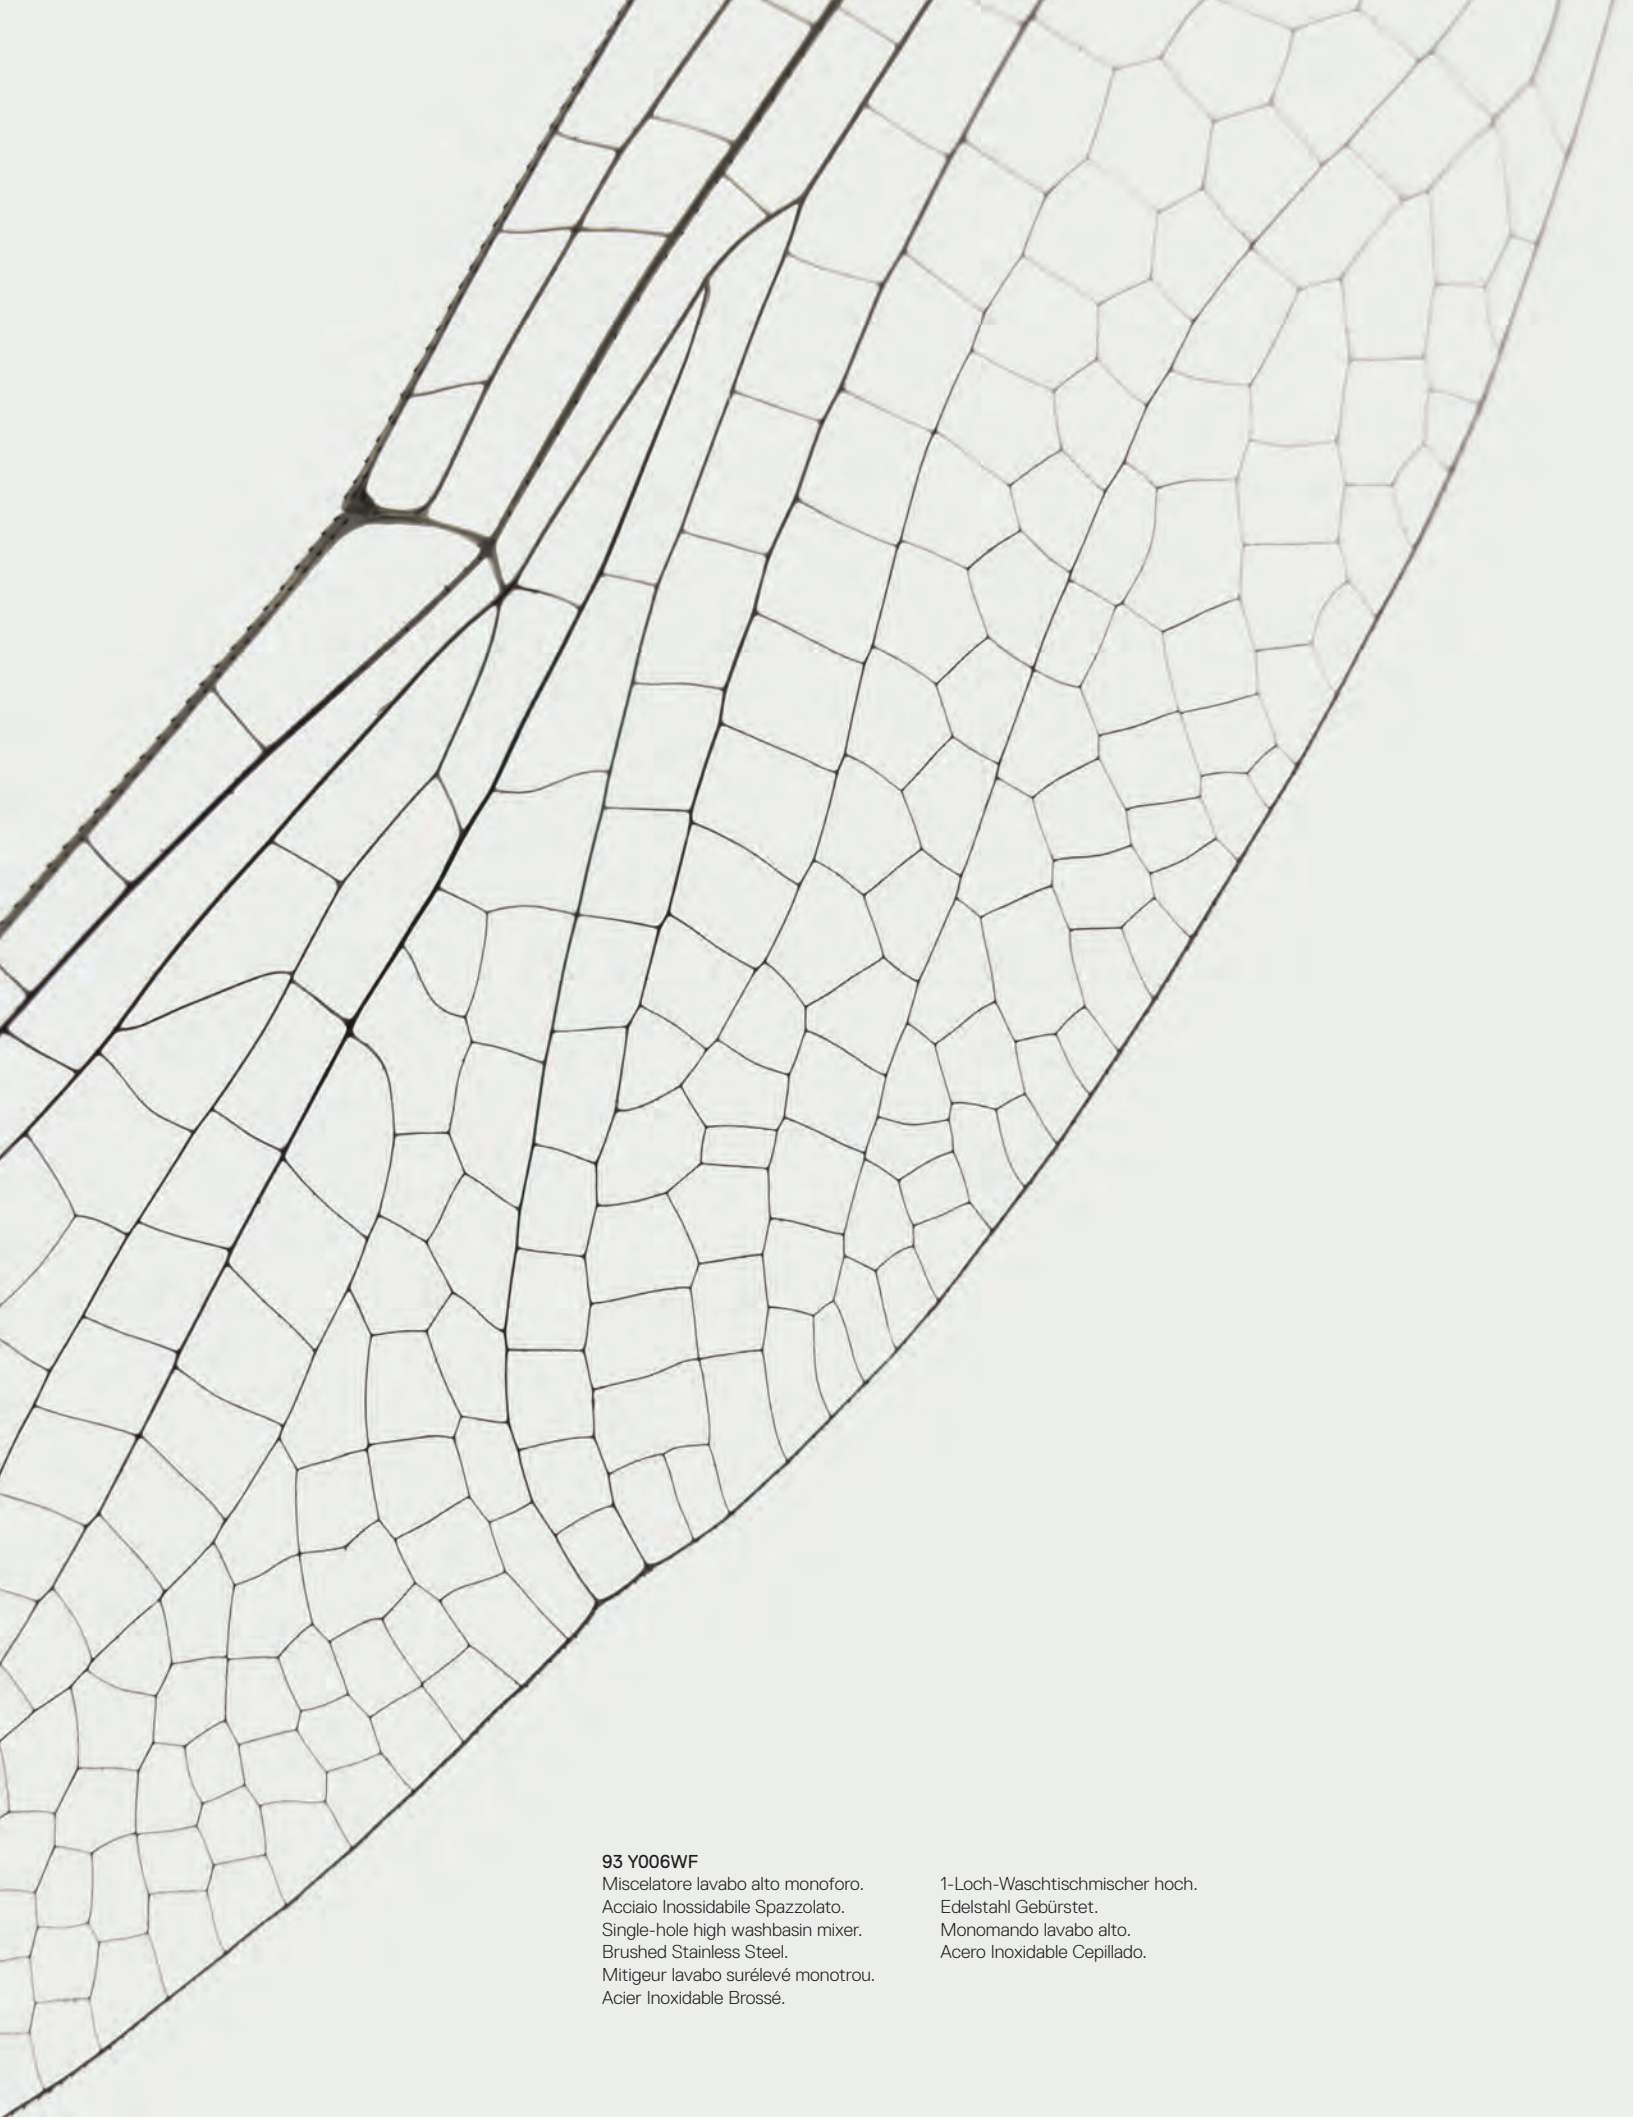 93 Y006WF
Miscelatore lavabo alto monoforo.
Acciaio Inossidabile Spazzolato.
Single-hole high washbasin mixer.
Brushed Stainless Steel.
Mitigeur lavabo surélevé monotrou.
Acier Inoxidable Brossé.
1-Loch-Waschtischmischer hoch.
Edelstahl Gebürstet.
Monomando lavabo alto.
Acero Inoxidable Cepillado.